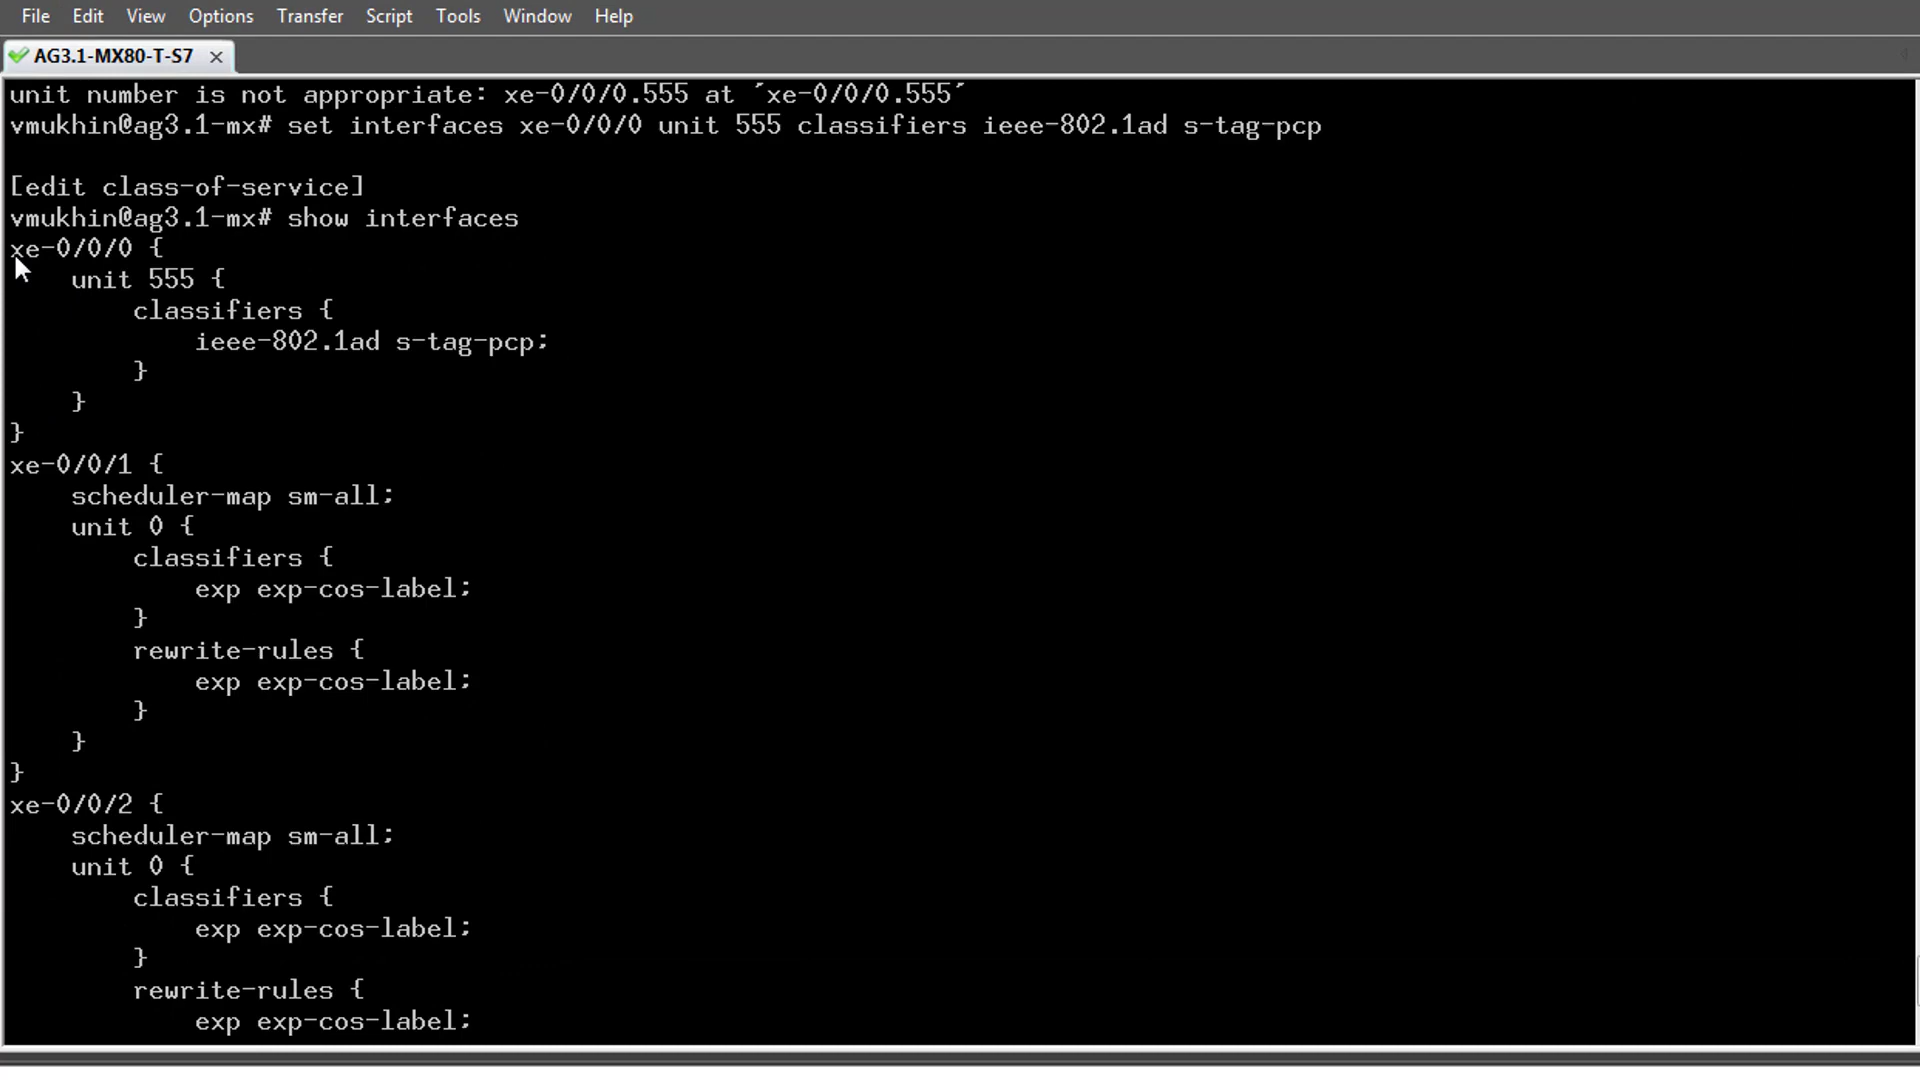 File Edit View Options Transfer Script Tools Window Help
AG3.1-MX80-T-S7
unit number is not appropriate: xe-0/0/0.555 at ´xe-0/0/0.555´
vmukhin@ag3.1-mx# set interfaces xe-0/0/0 unit 555 classifiers ieee-802.1ad s-tag-pcp
[edit class-of-service]
vmukhin@ag3.1-mx# show interfaces
xe-0/0/0 {
    unit 555 {
        classifiers {
            ieee-802.1ad s-tag-pcp;
        }
    }
}
xe-0/0/1 {
    scheduler-map sm-all;
    unit 0 {
        classifiers {
            exp exp-cos-label;
        }
        rewrite-rules {
            exp exp-cos-label;
        }
    }
}
xe-0/0/2 {
    scheduler-map sm-all;
    unit 0 {
        classifiers {
            exp exp-cos-label;
        }
        rewrite-rules {
            exp exp-cos-label;